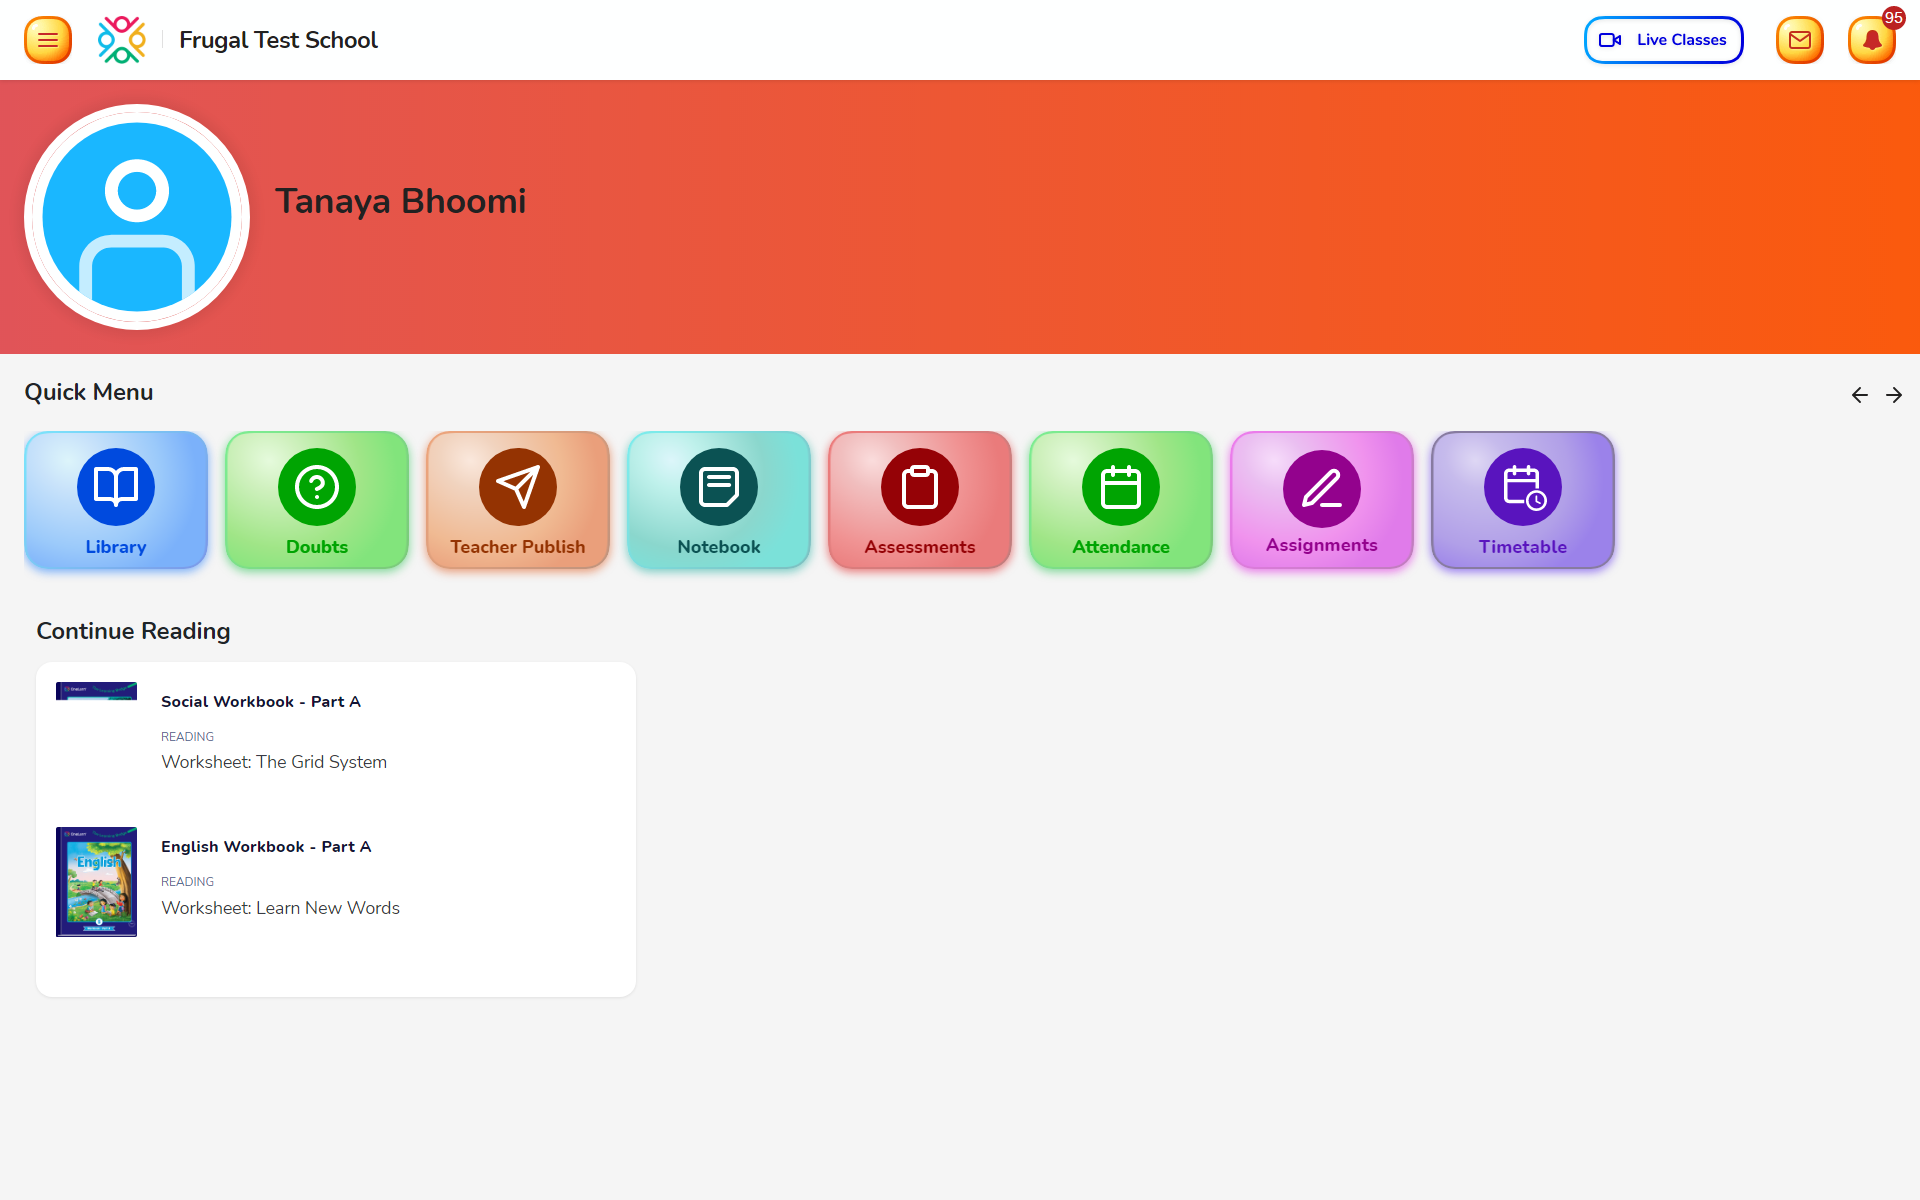 Frugal Test School
Live Classes
95
Tanaya Bhoomi
Quick Menu
Library
Doubts
Teacher Publish
Notebook
Assessments
Attendance
Assignments
Timetable
Continue Reading
Social Workbook - Part A
READING
Worksheet: The Grid System
English Workbook - Part A
READING
Worksheet: Learn New Words
English